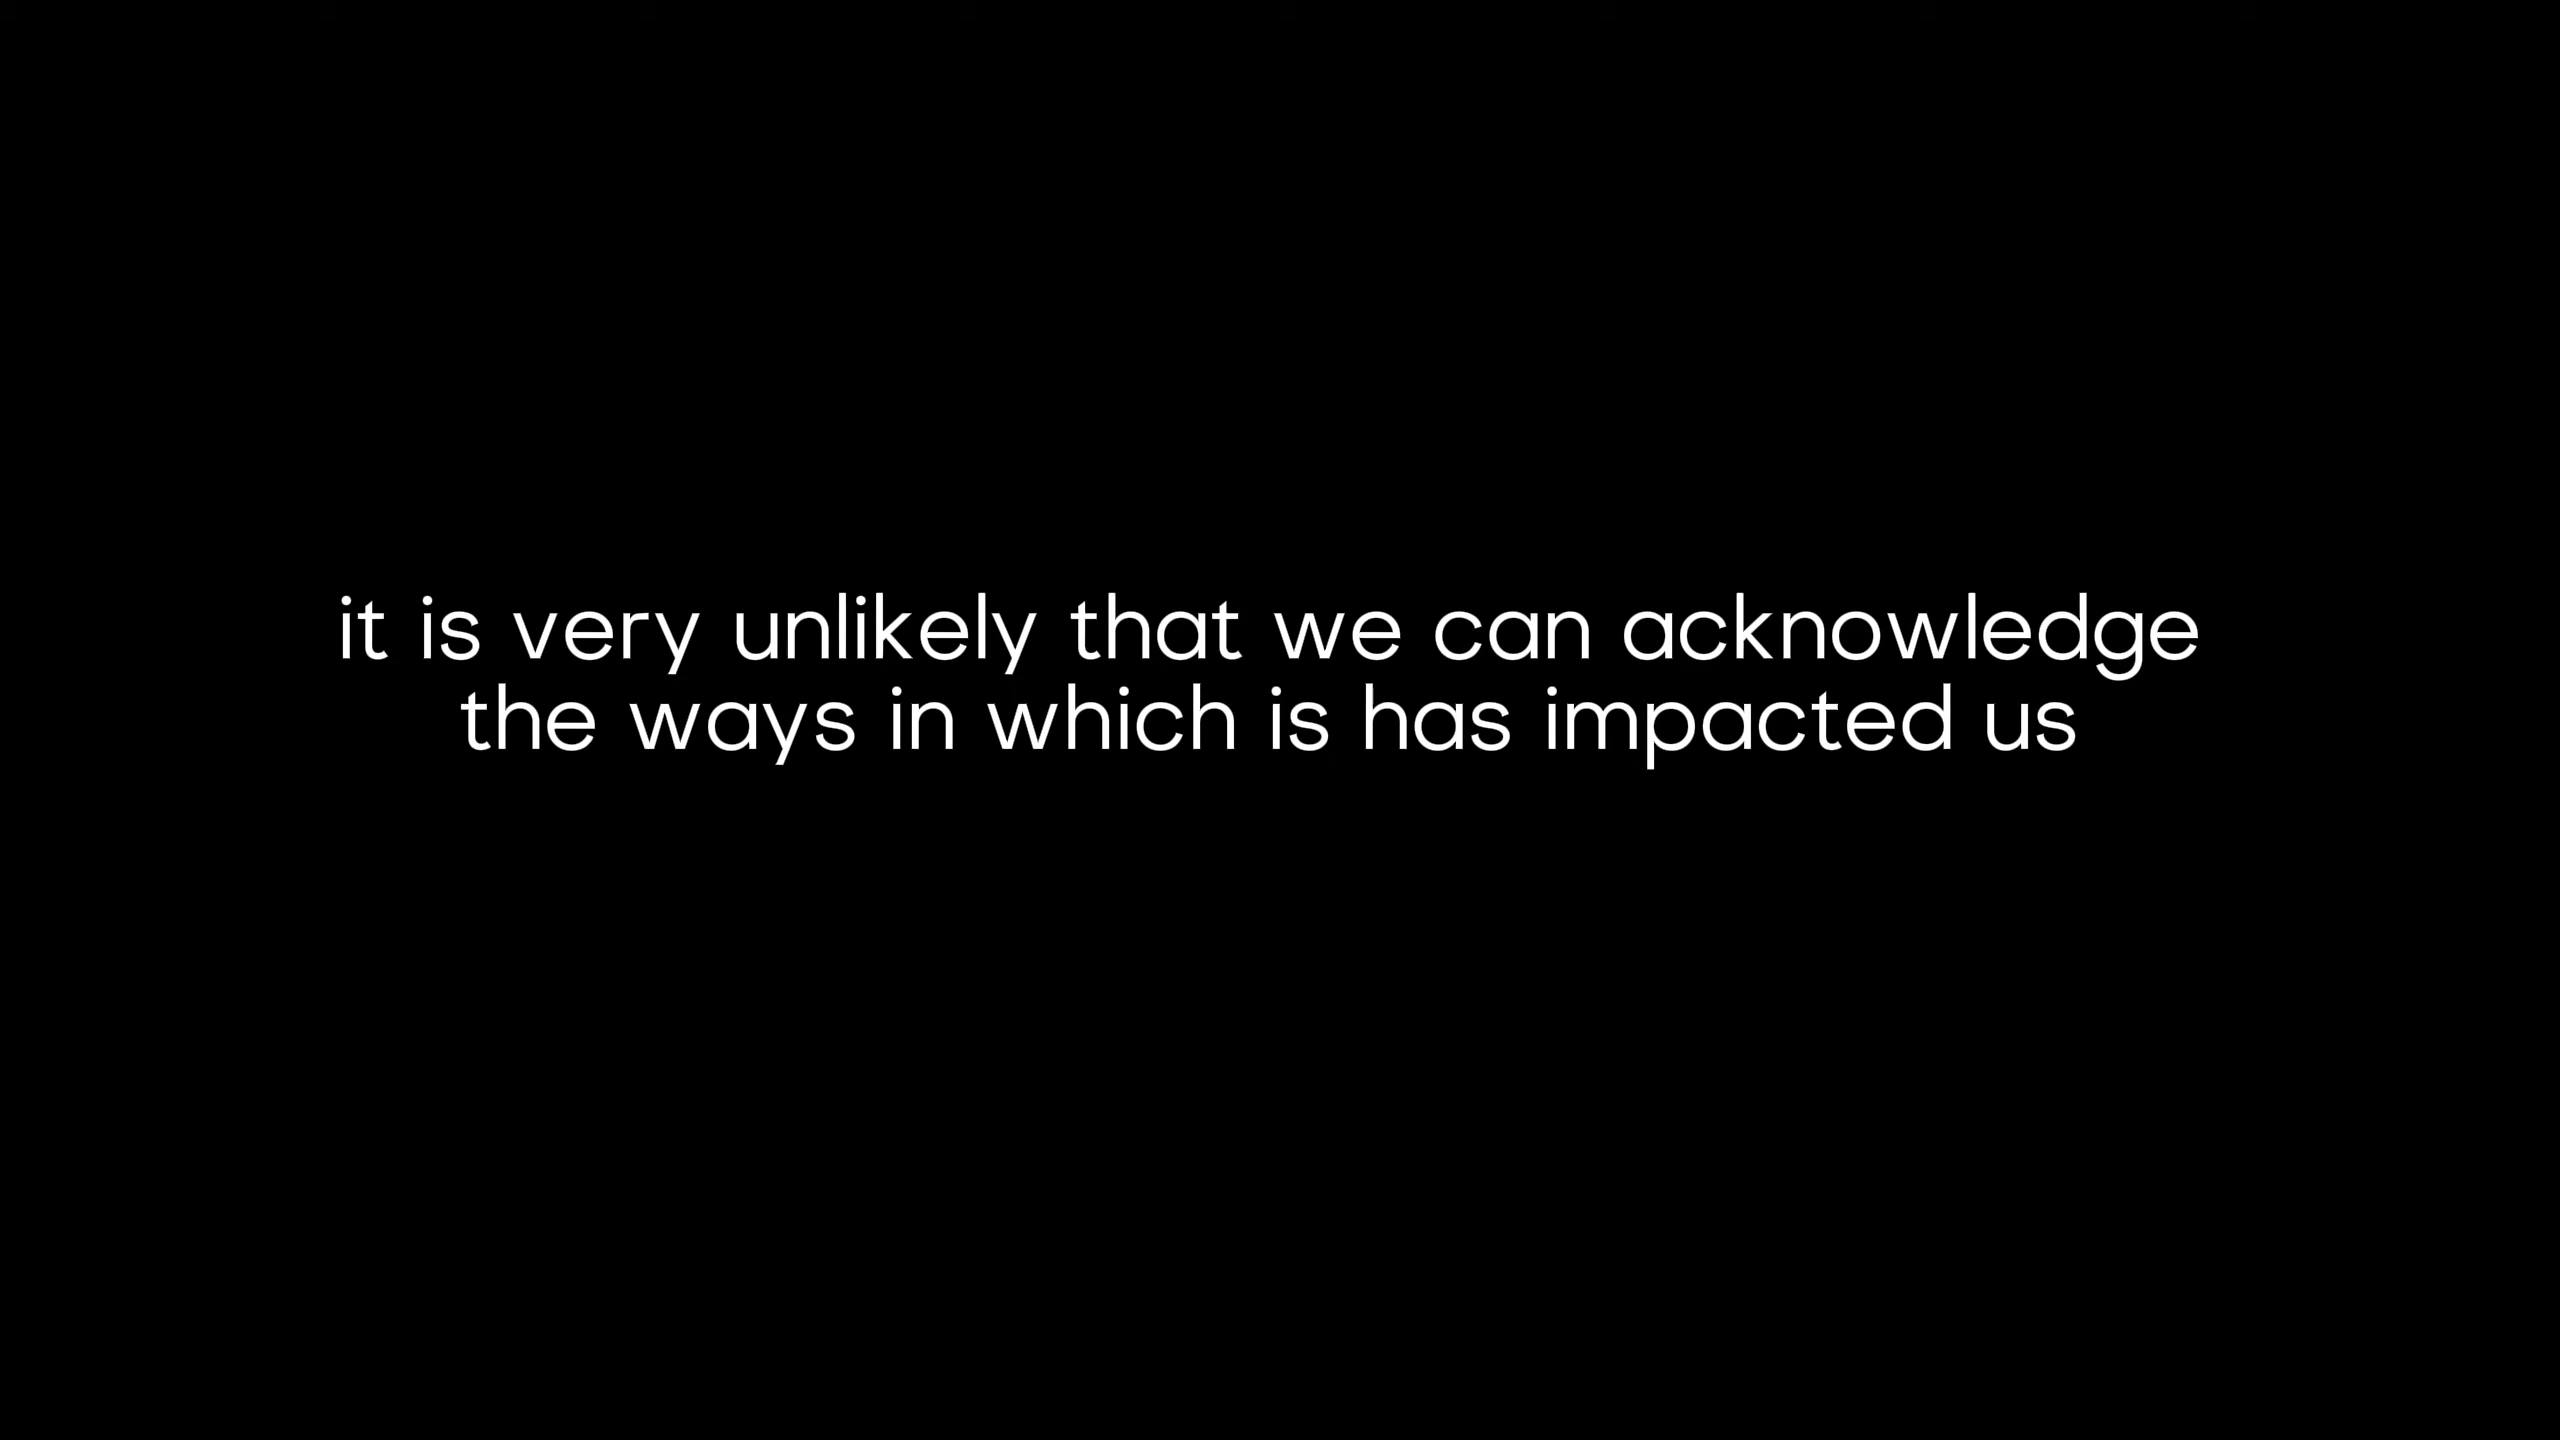 it is very unlikely that we can acknowledge
the ways in which is has impacted us